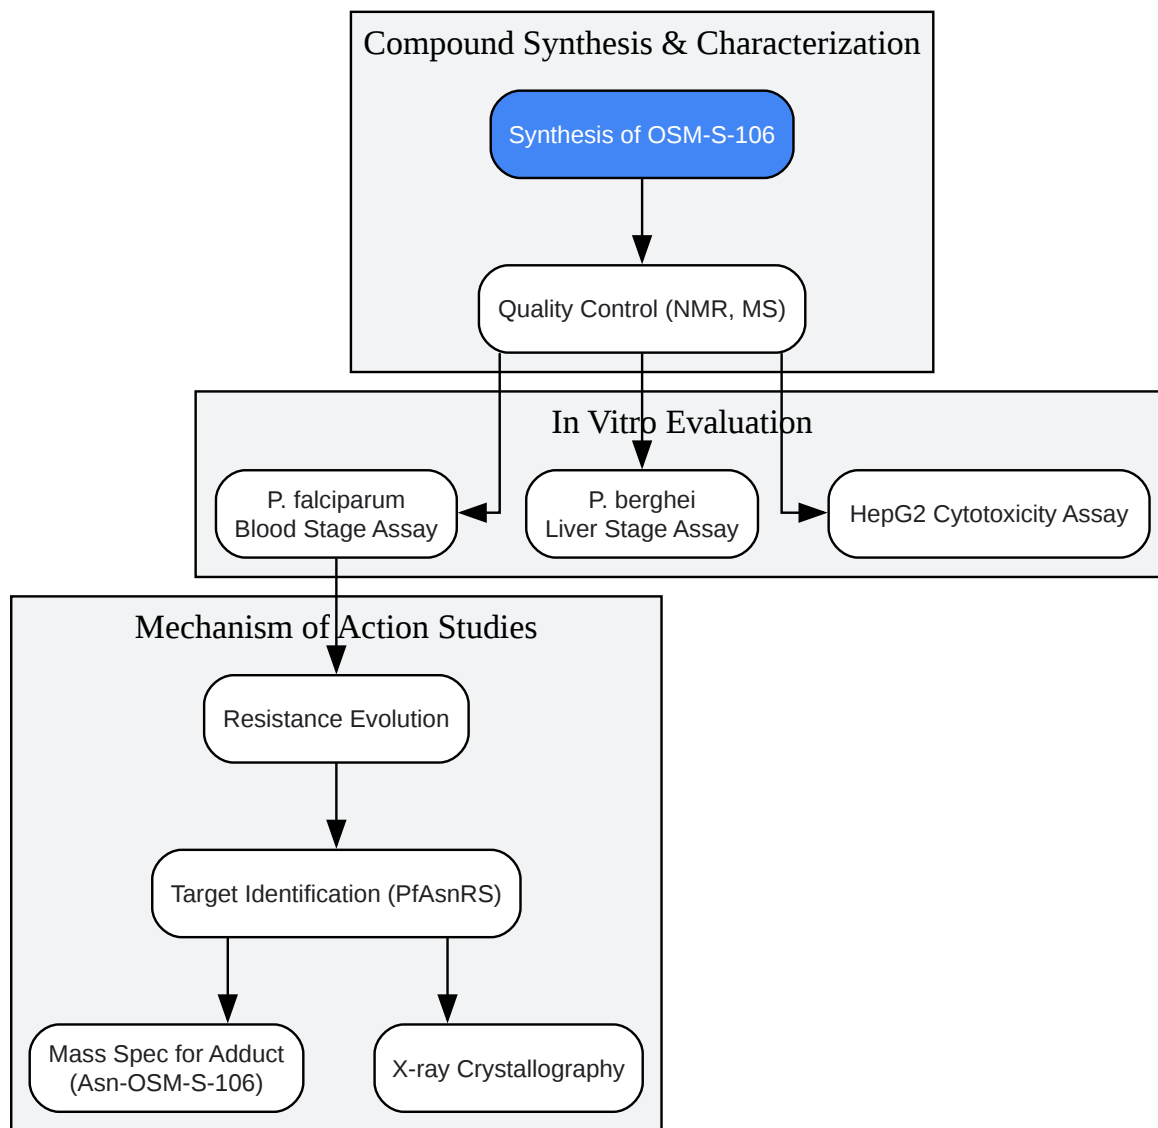 Compound Synthesis & Characterization
Synthesis of OSM-S-106
Quality Control (NMR, MS)
In Vitro Evaluation
P. falciparum
Blood Stage Assay
P. berghei
Liver Stage Assay
HepG2 Cytotoxicity Assay
Mechanism of Action Studies
Resistance Evolution
Target Identification (PfAsnRS)
Mass Spec for Adduct
(Asn-OSM-S-106)
X-ray Crystallography